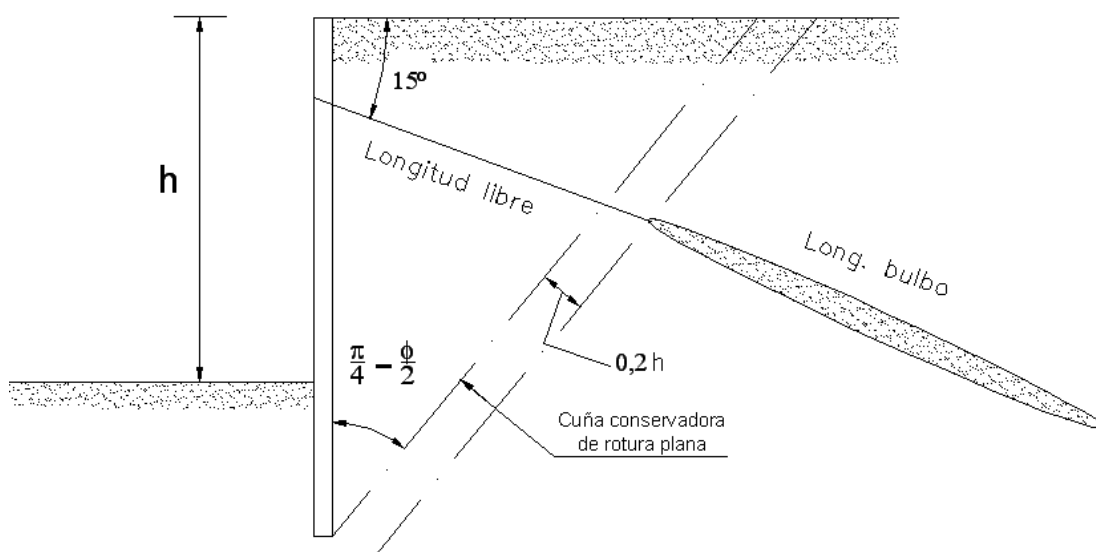 15º
h
Longitud libre
Long. bulbo
π/4 − ϕ/2
0,2 h
Cuña conservadora
de rotura plana